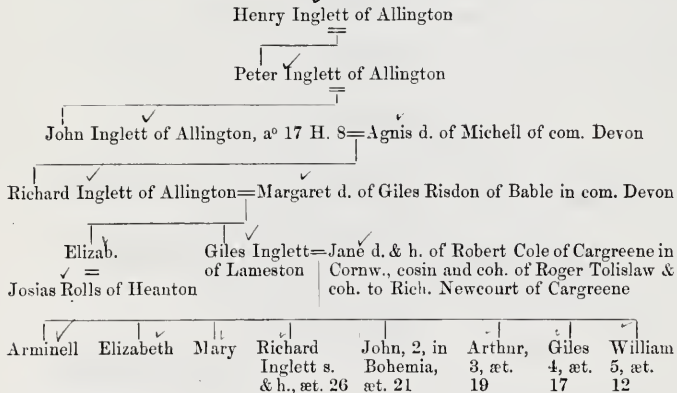 Henry Inglett of Allington
Peter Inglett of Allington
John Inglett of Allington, aº 17 H. 8=Agnis d. of Michell of com. Devon
Richard Inglett of Allington=Margaret d. of Giles Risdon of Bable in com. Devon
Elizab.
=
Josias Rolls of Heanton
Giles Inglett=Jane d. & h. of Robert Cole of Cargreene in
of Lameston
Cornw., cosin and coh. of Roger Tolislaw &
coh. to Rich. Newcourt of Cargreene
Arminell
Elizabeth
Mary
Richard
Inglett s.
& h., æt. 26
John, 2, in
Bohemia,
æt. 21
Arthur,
3, æt.
19
Giles
4, æt.
17
William
5, æt.
12